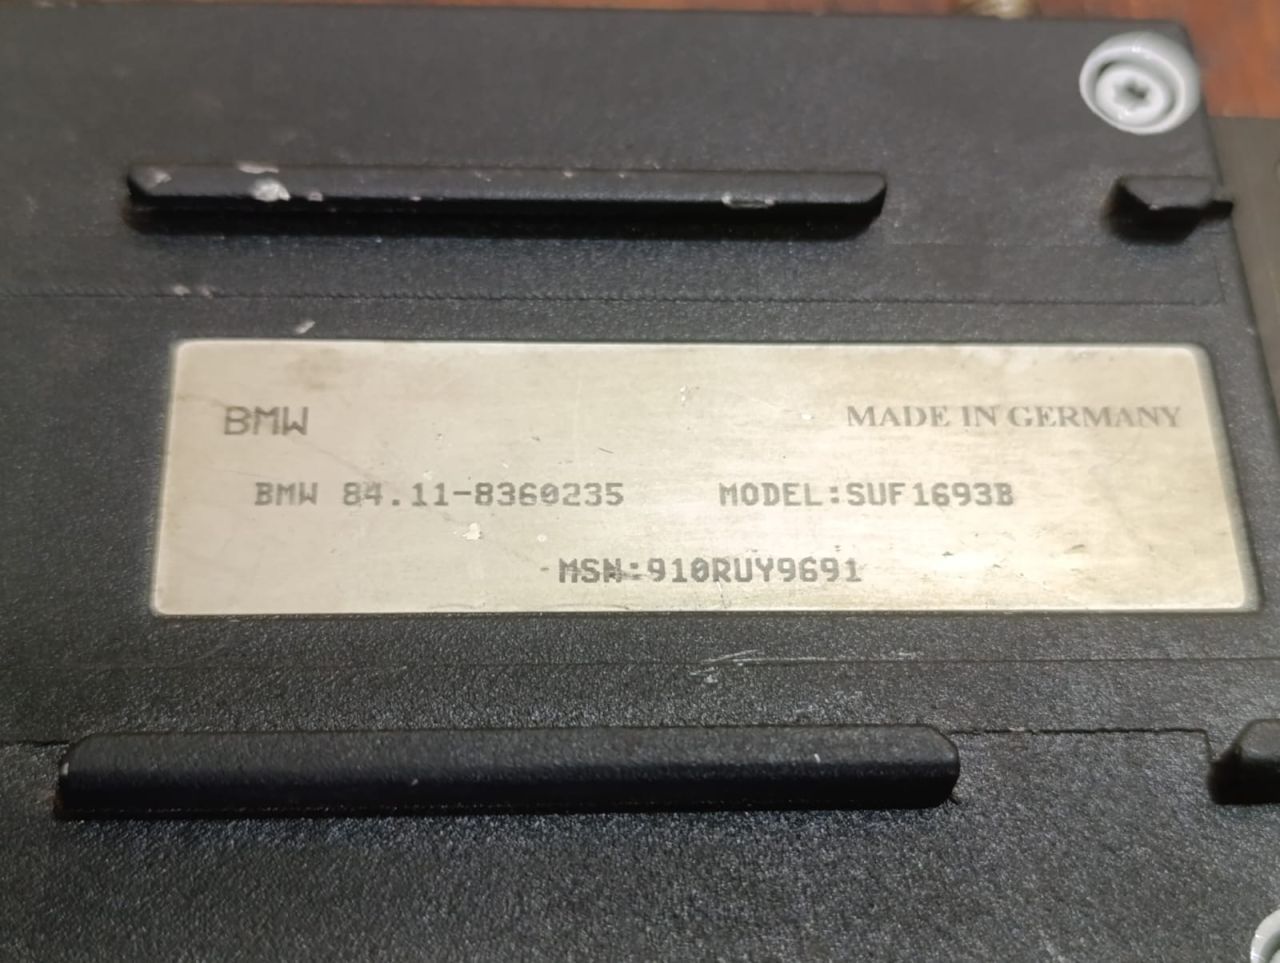 BMW MADE IN GERMANY
BMW 84.11-8360235 MODEL:SUF1693B
MSN:910RUY9691